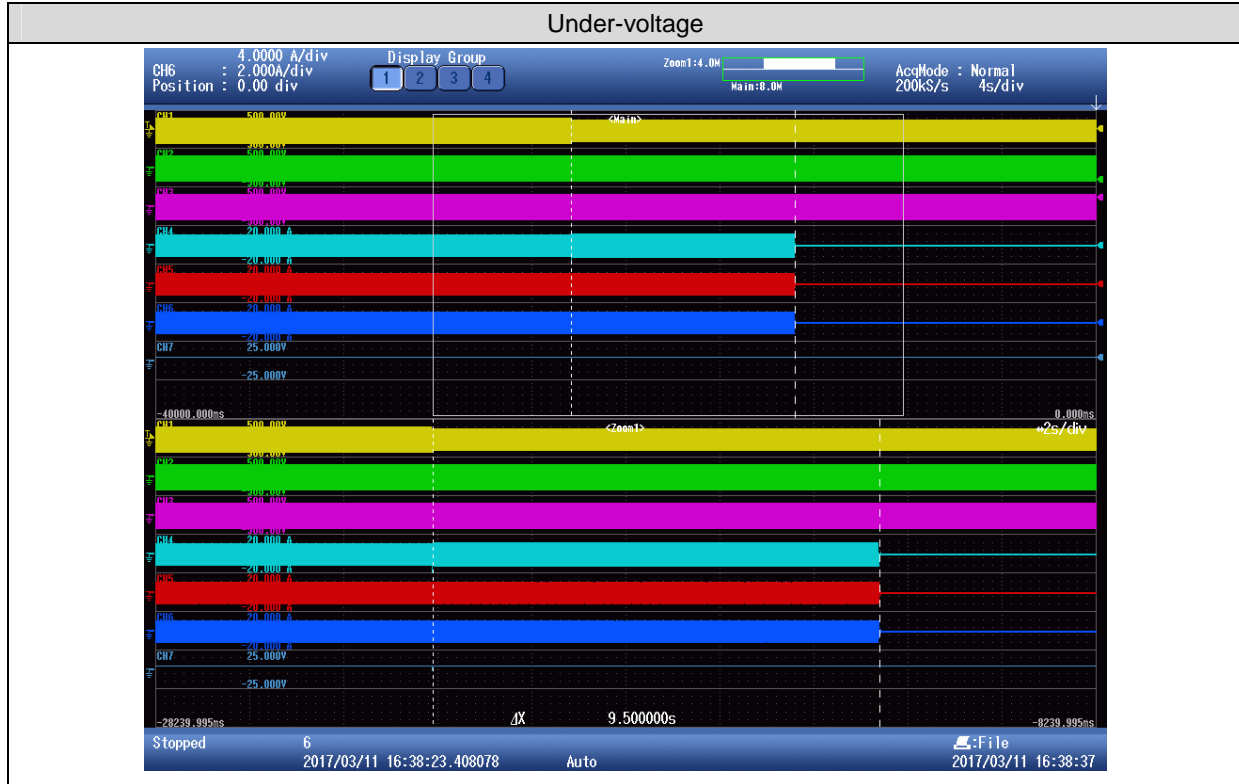 Under-voltage
4.0000 A/div
CH6 : 2.000A/div
Position : 0.00 div
Display Group
1 2 3 4
Zoom1:4.0M
Main:8.0M
AcqMode : Normal
200kS/s 4s/div
CH1 500.00V
<Main>
CH2 500.00V
CH3 500.00V
CH4 20.000 A
-20.000 A
CH5 20.000 A
-20.000 A
CH6 20.000 A
-20.000 A
CH7 25.000V
-25.000V
-40000.000ms 0.000ms
CH1 500.00V
<Zoom1>
2s/div
CH2 500.00V
CH3 500.00V
CH4 20.000 A
-20.000 A
CH5 20.000 A
-20.000 A
CH6 20.000 A
-20.000 A
CH7 25.000V
-25.000V
ΔX 9.500000s
-28239.995ms -8239.995ms
Stopped 6
2017/03/11 16:38:23.408078 Auto
:File
2017/03/11 16:38:37